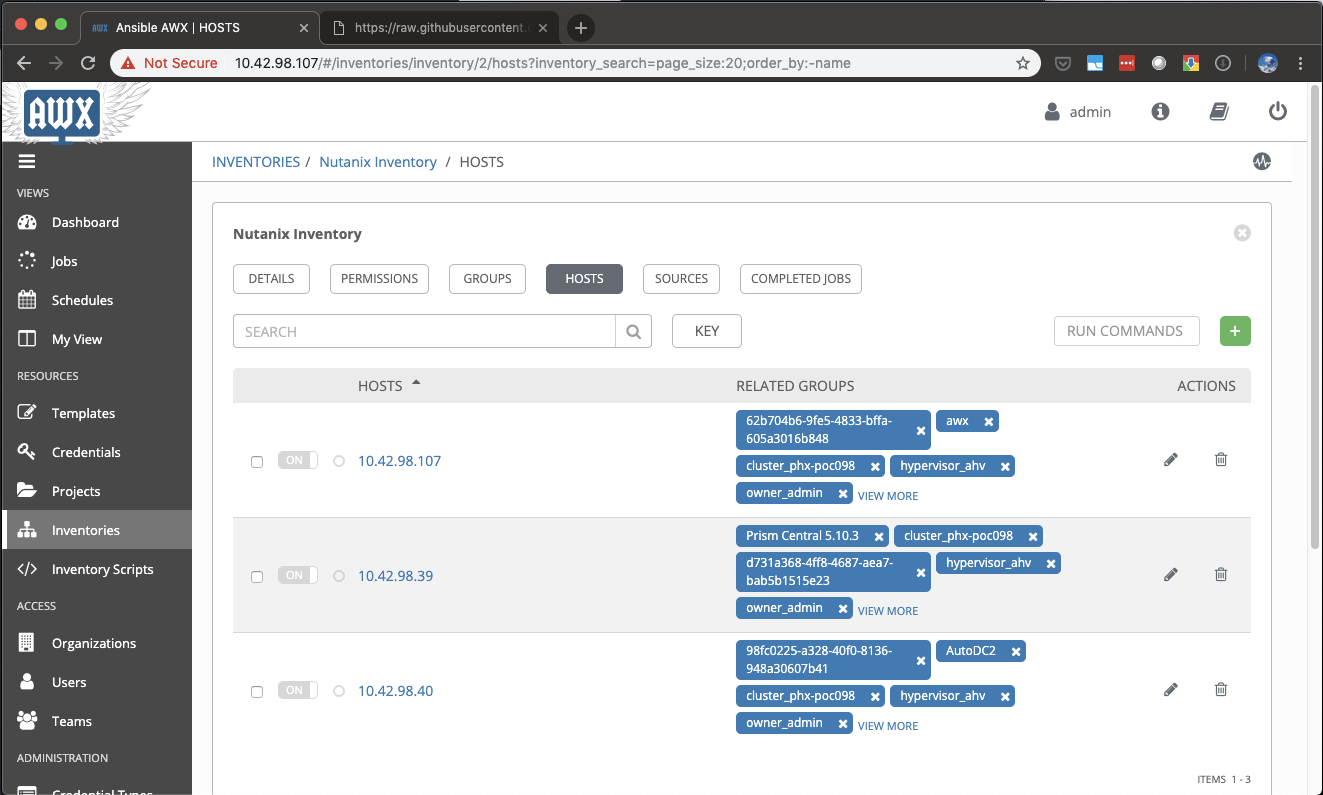 AWX Ansible AWX | HOSTS
https://raw.githubusercontent.
Not Secure 10.42.98.107/#/inventories/inventory/2/hosts?inventory_search=page_size:20;order_by:-name
AWX
admin
INVENTORIES / Nutanix Inventory / HOSTS
VIEWS
Dashboard
Jobs
Schedules
My View
RESOURCES
Templates
Credentials
Projects
Inventories
Inventory Scripts
ACCESS
Organizations
Users
Teams
ADMINISTRATION
Credential Types
Nutanix Inventory
DETAILS PERMISSIONS GROUPS HOSTS SOURCES COMPLETED JOBS
SEARCH KEY RUN COMMANDS +
HOSTS RELATED GROUPS ACTIONS
ON 10.42.98.107
62b704b6-9fe5-4833-bffa-
605a3016b848
awx
cluster_phx-poc098 hypervisor_ahv
owner_admin VIEW MORE
ON 10.42.98.39
Prism Central 5.10.3 cluster_phx-poc098
d731a368-4ff8-4687-aea7-
bab5b1515e23
hypervisor_ahv
owner_admin VIEW MORE
ON 10.42.98.40
98fc0225-a328-40f0-8136-
948a30607b41
AutoDC2
cluster_phx-poc098 hypervisor_ahv
owner_admin VIEW MORE
ITEMS 1 - 3